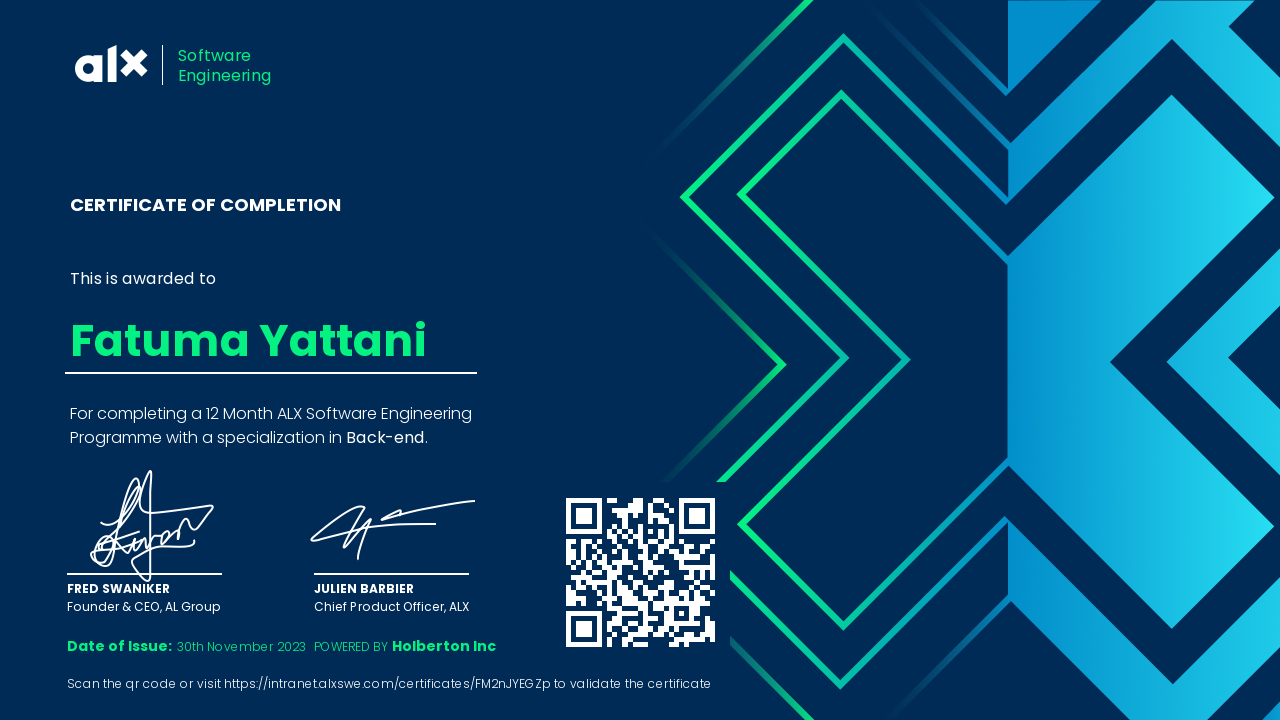 alx
Software
Engineering
CERTIFICATE OF COMPLETION
This is awarded to
Fatuma Yattani
For completing a 12 Month ALX Software Engineering
Programme with a specialization in Back-end.
FRED SWANIKER
Founder & CEO, AL Group
JULIEN BARBIER
Chief Product Officer, ALX
Date of Issue: 30th November 2023 POWERED BY Holberton Inc
Scan the qr code or visit https://intranet.alxswe.com/certificates/FM2nJYEGZp to validate the certificate